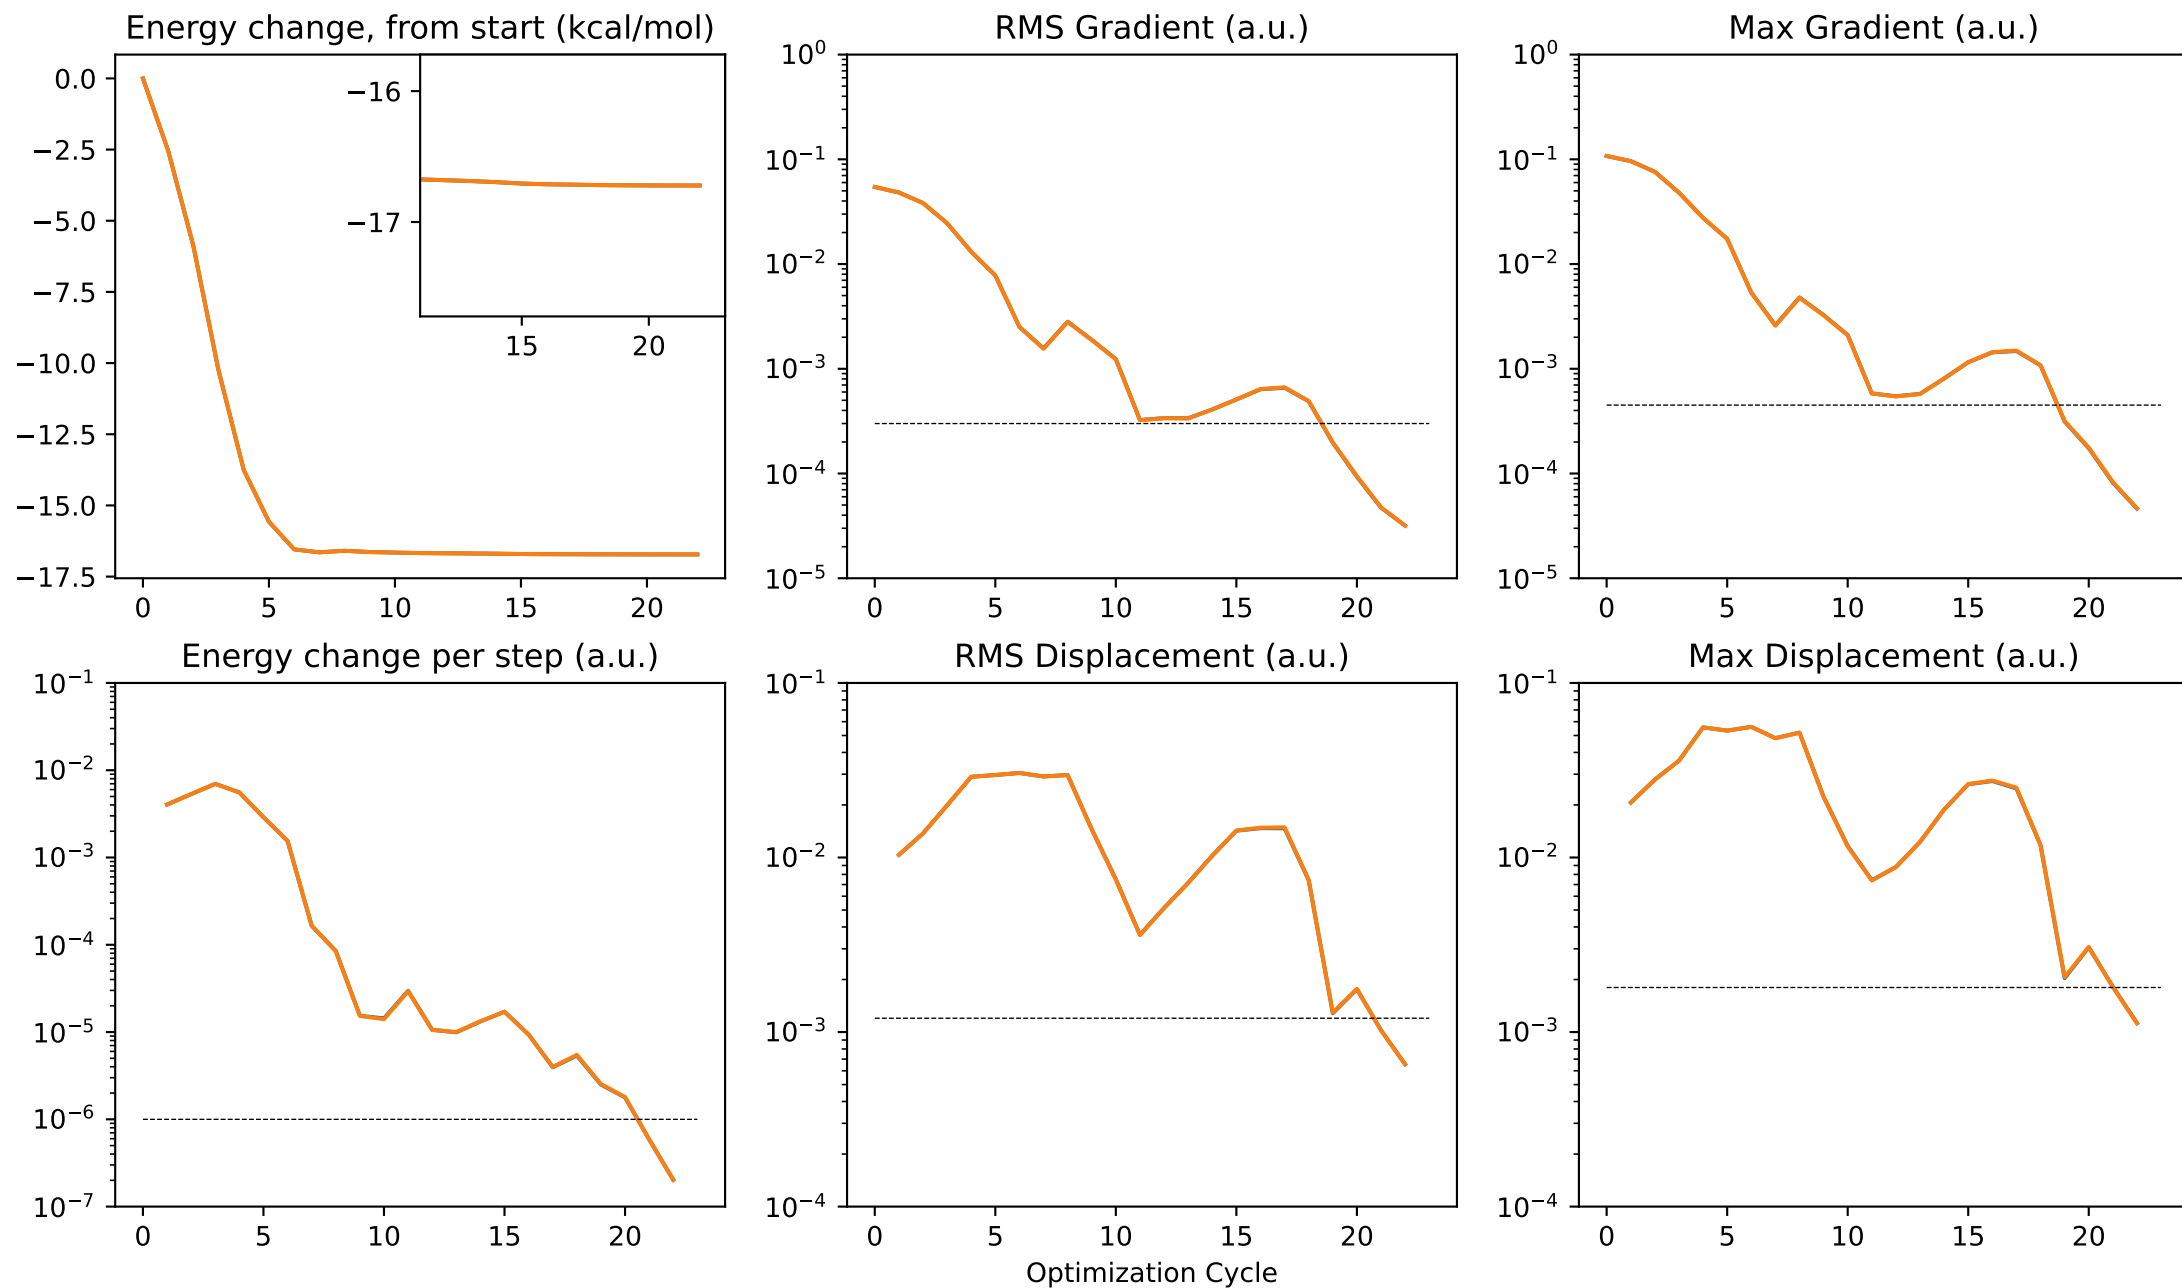 Energy change, from start (kcal/mol)
0.0
−2.5
−5.0
−7.5
−10.0
−12.5
−15.0
−17.5
0 5 10 15 20
−16
−17
15 20
RMS Gradient (a.u.)
10⁰
10⁻¹
10⁻²
10⁻³
10⁻⁴
10⁻⁵
0 5 10 15 20
Max Gradient (a.u.)
10⁰
10⁻¹
10⁻²
10⁻³
10⁻⁴
10⁻⁵
0 5 10 15 20
Energy change per step (a.u.)
10⁻¹
10⁻²
10⁻³
10⁻⁴
10⁻⁵
10⁻⁶
10⁻⁷
0 5 10 15 20
RMS Displacement (a.u.)
10⁻¹
10⁻²
10⁻³
10⁻⁴
0 5 10 15 20
Optimization Cycle
Max Displacement (a.u.)
10⁻¹
10⁻²
10⁻³
10⁻⁴
0 5 10 15 20